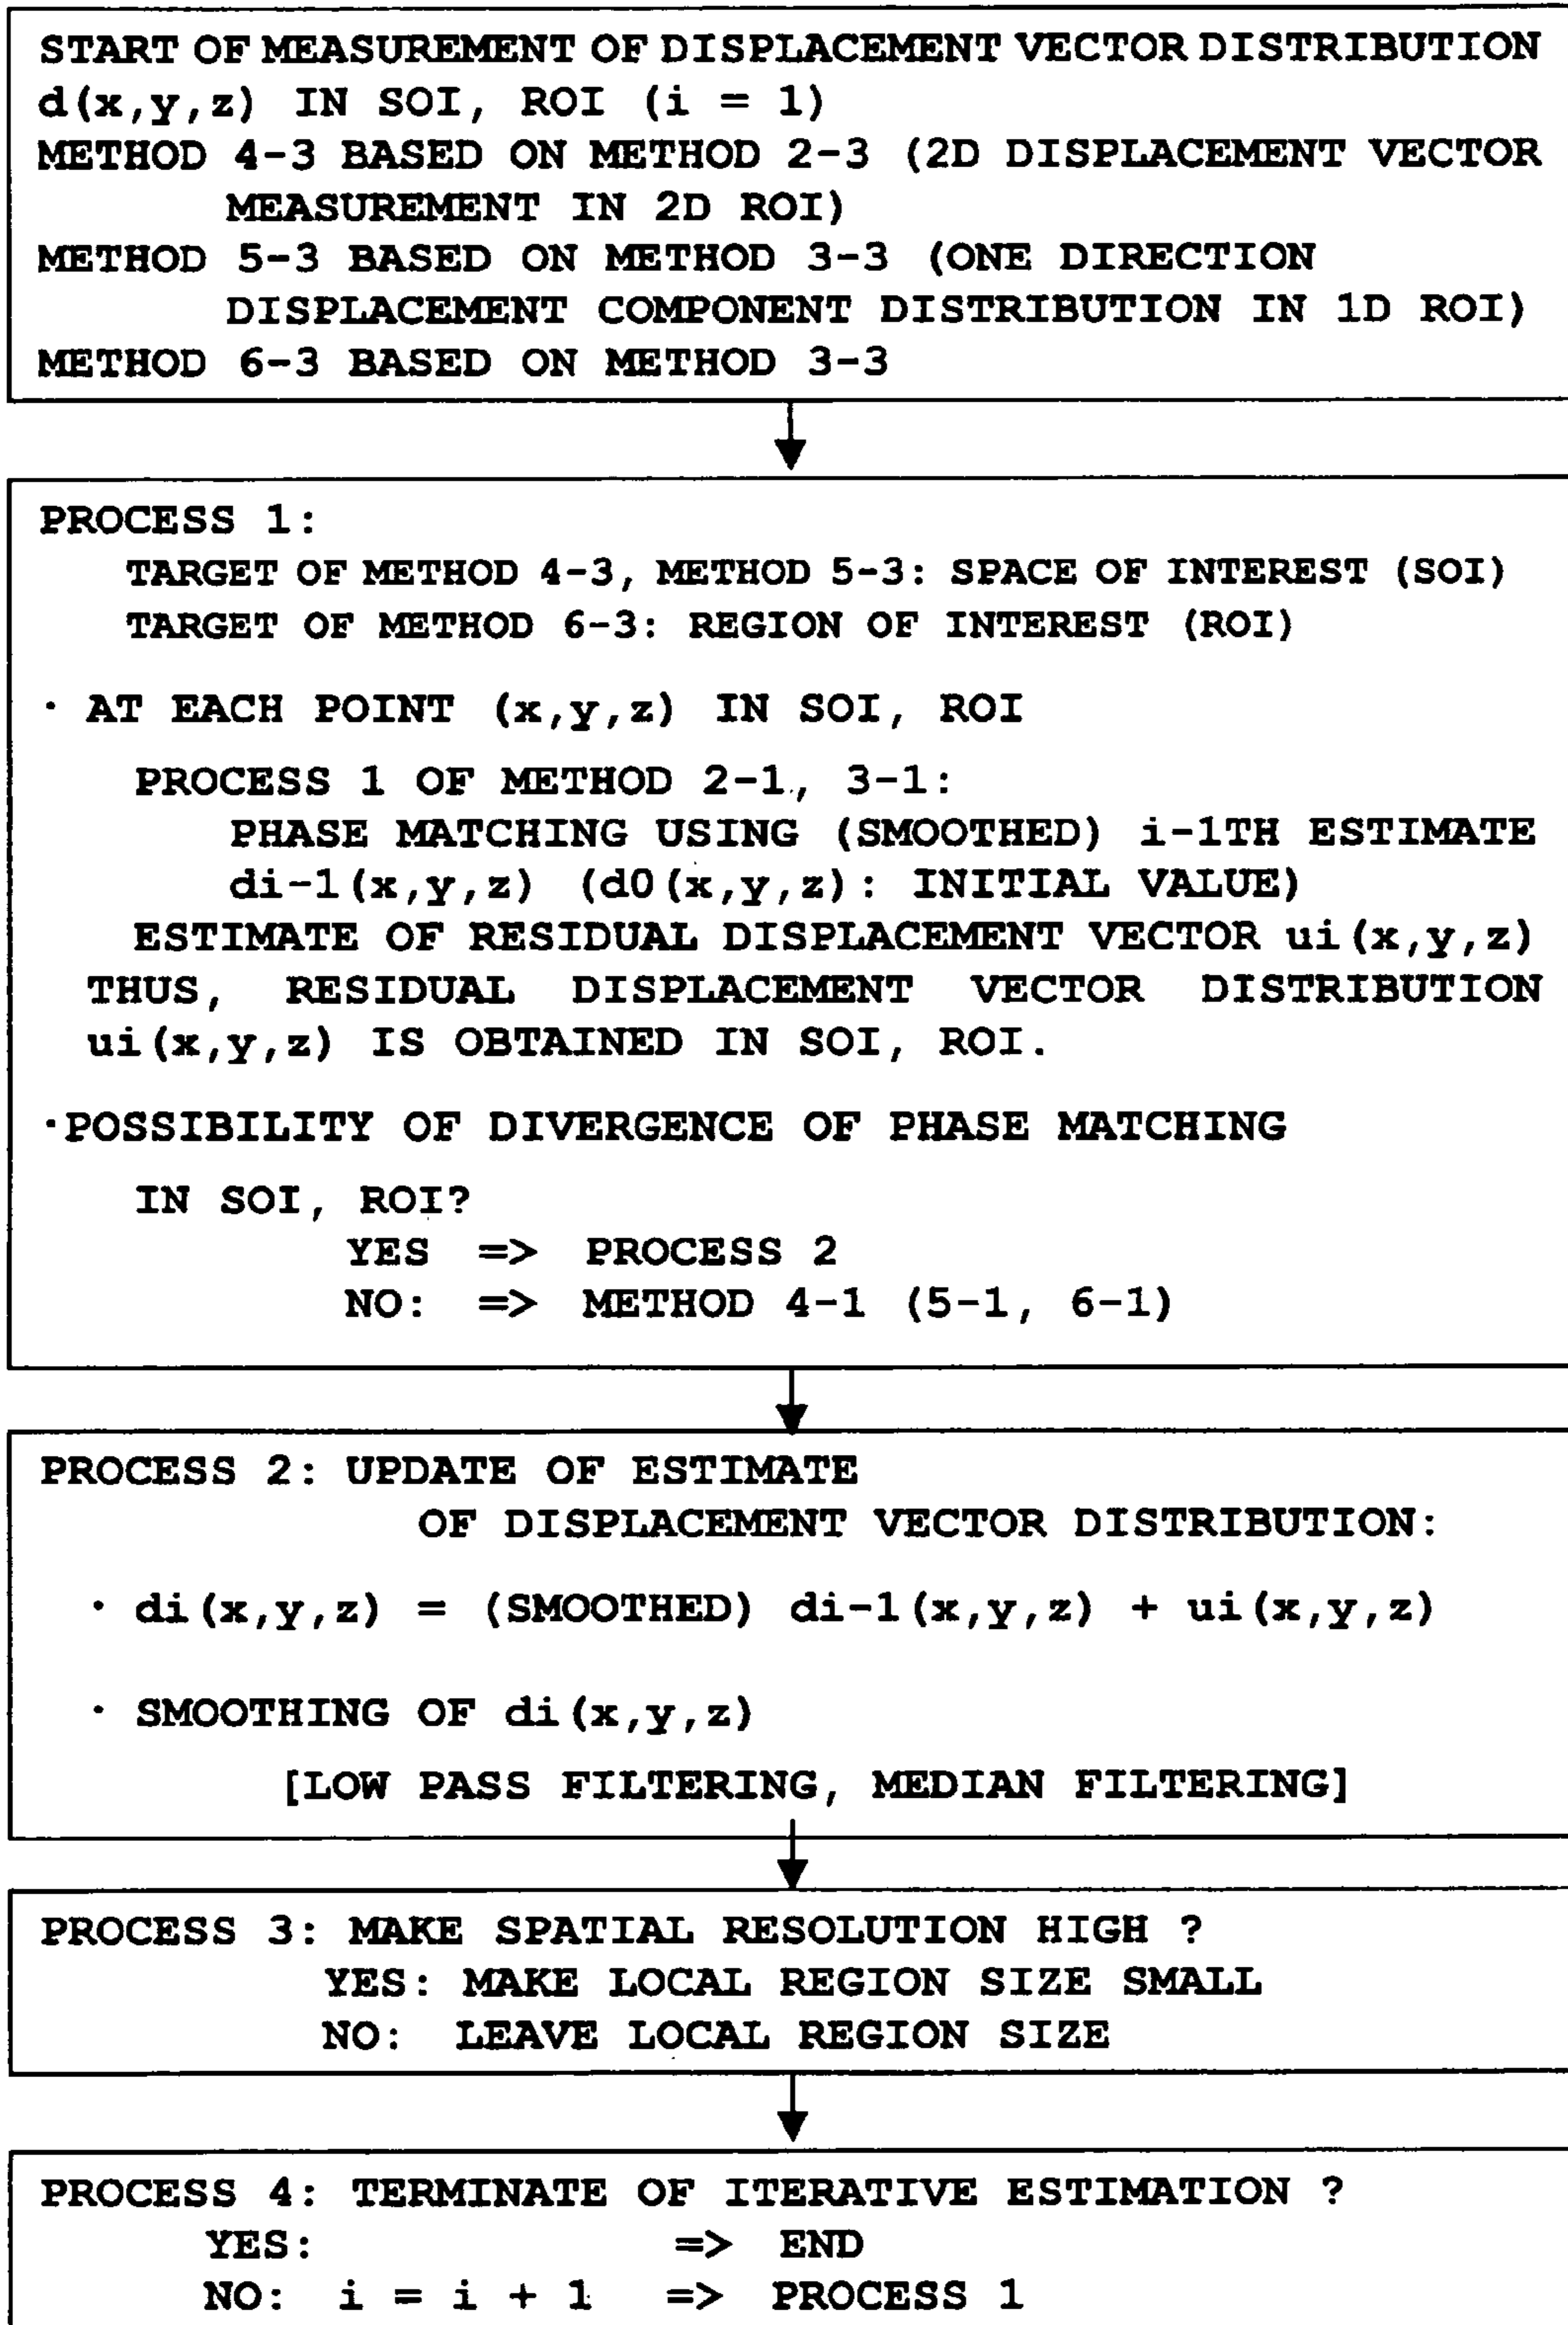 START OF MEASUREMENT OF DISPLACEMENT VECTOR DISTRIBUTION
d(x,y,z) IN SOI, ROI (i = 1)
METHOD 4-3 BASED ON METHOD 2-3 (2D DISPLACEMENT VECTOR
MEASUREMENT IN 2D ROI)
METHOD 5-3 BASED ON METHOD 3-3 (ONE DIRECTION
DISPLACEMENT COMPONENT DISTRIBUTION IN 1D ROI)
METHOD 6-3 BASED ON METHOD 3-3
PROCESS 1:
TARGET OF METHOD 4-3, METHOD 5-3: SPACE OF INTEREST (SOI)
TARGET OF METHOD 6-3: REGION OF INTEREST (ROI)
· AT EACH POINT (x,y,z) IN SOI, ROI
PROCESS 1 OF METHOD 2-1, 3-1:
PHASE MATCHING USING (SMOOTHED) i-1TH ESTIMATE
di-1(x,y,z) (d0(x,y,z): INITIAL VALUE)
ESTIMATE OF RESIDUAL DISPLACEMENT VECTOR ui(x,y,z)
THUS, RESIDUAL DISPLACEMENT VECTOR DISTRIBUTION
ui(x,y,z) IS OBTAINED IN SOI, ROI.
·POSSIBILITY OF DIVERGENCE OF PHASE MATCHING
IN SOI, ROI?
YES => PROCESS 2
NO: => METHOD 4-1 (5-1, 6-1)
PROCESS 2: UPDATE OF ESTIMATE
OF DISPLACEMENT VECTOR DISTRIBUTION:
· di(x,y,z) = (SMOOTHED) di-1(x,y,z) + ui(x,y,z)
· SMOOTHING OF di(x,y,z)
[LOW PASS FILTERING, MEDIAN FILTERING]
PROCESS 3: MAKE SPATIAL RESOLUTION HIGH ?
YES: MAKE LOCAL REGION SIZE SMALL
NO: LEAVE LOCAL REGION SIZE
PROCESS 4: TERMINATE OF ITERATIVE ESTIMATION ?
YES: => END
NO: i = i + 1 => PROCESS 1